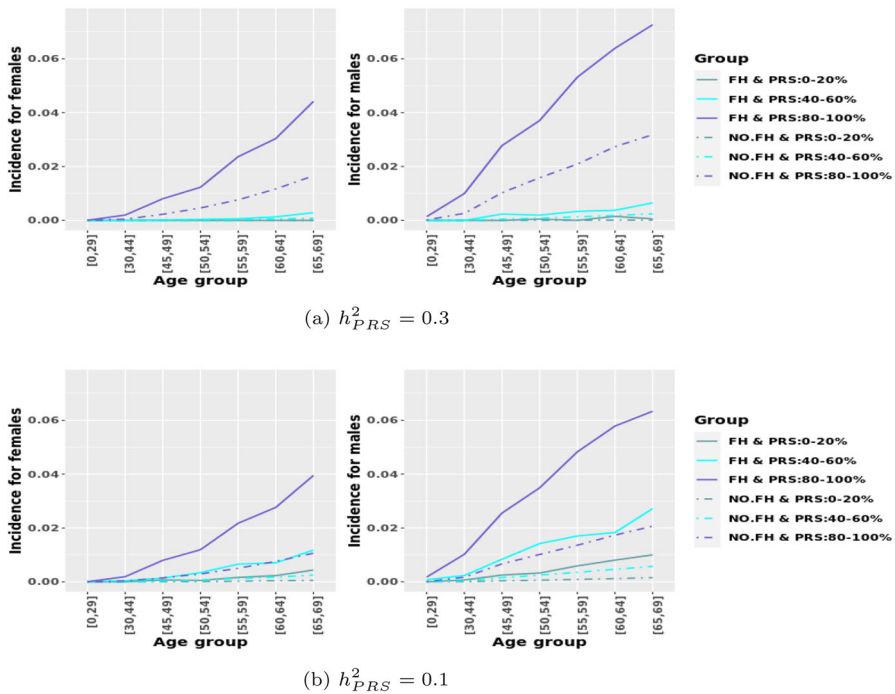 Incidence for females
0.06
0.04
0.02
0.00
[0,29]
[30,44]
[45,49]
[50,54]
[55,59]
[60,64]
[65,69]
Age group
Incidence for males
0.06
0.04
0.02
0.00
[0,29]
[30,44]
[45,49]
[50,54]
[55,59]
[60,64]
[65,69]
Age group
Group
FH & PRS:0-20%
FH & PRS:40-60%
FH & PRS:80-100%
NO.FH & PRS:0-20%
NO.FH & PRS:40-60%
NO.FH & PRS:80-100%
(a) h²_PRS = 0.3
Incidence for females
0.06
0.04
0.02
0.00
[0,29]
[30,44]
[45,49]
[50,54]
[55,59]
[60,64]
[65,69]
Age group
Incidence for males
0.06
0.04
0.02
0.00
[0,29]
[30,44]
[45,49]
[50,54]
[55,59]
[60,64]
[65,69]
Age group
Group
FH & PRS:0-20%
FH & PRS:40-60%
FH & PRS:80-100%
NO.FH & PRS:0-20%
NO.FH & PRS:40-60%
NO.FH & PRS:80-100%
(b) h²_PRS = 0.1